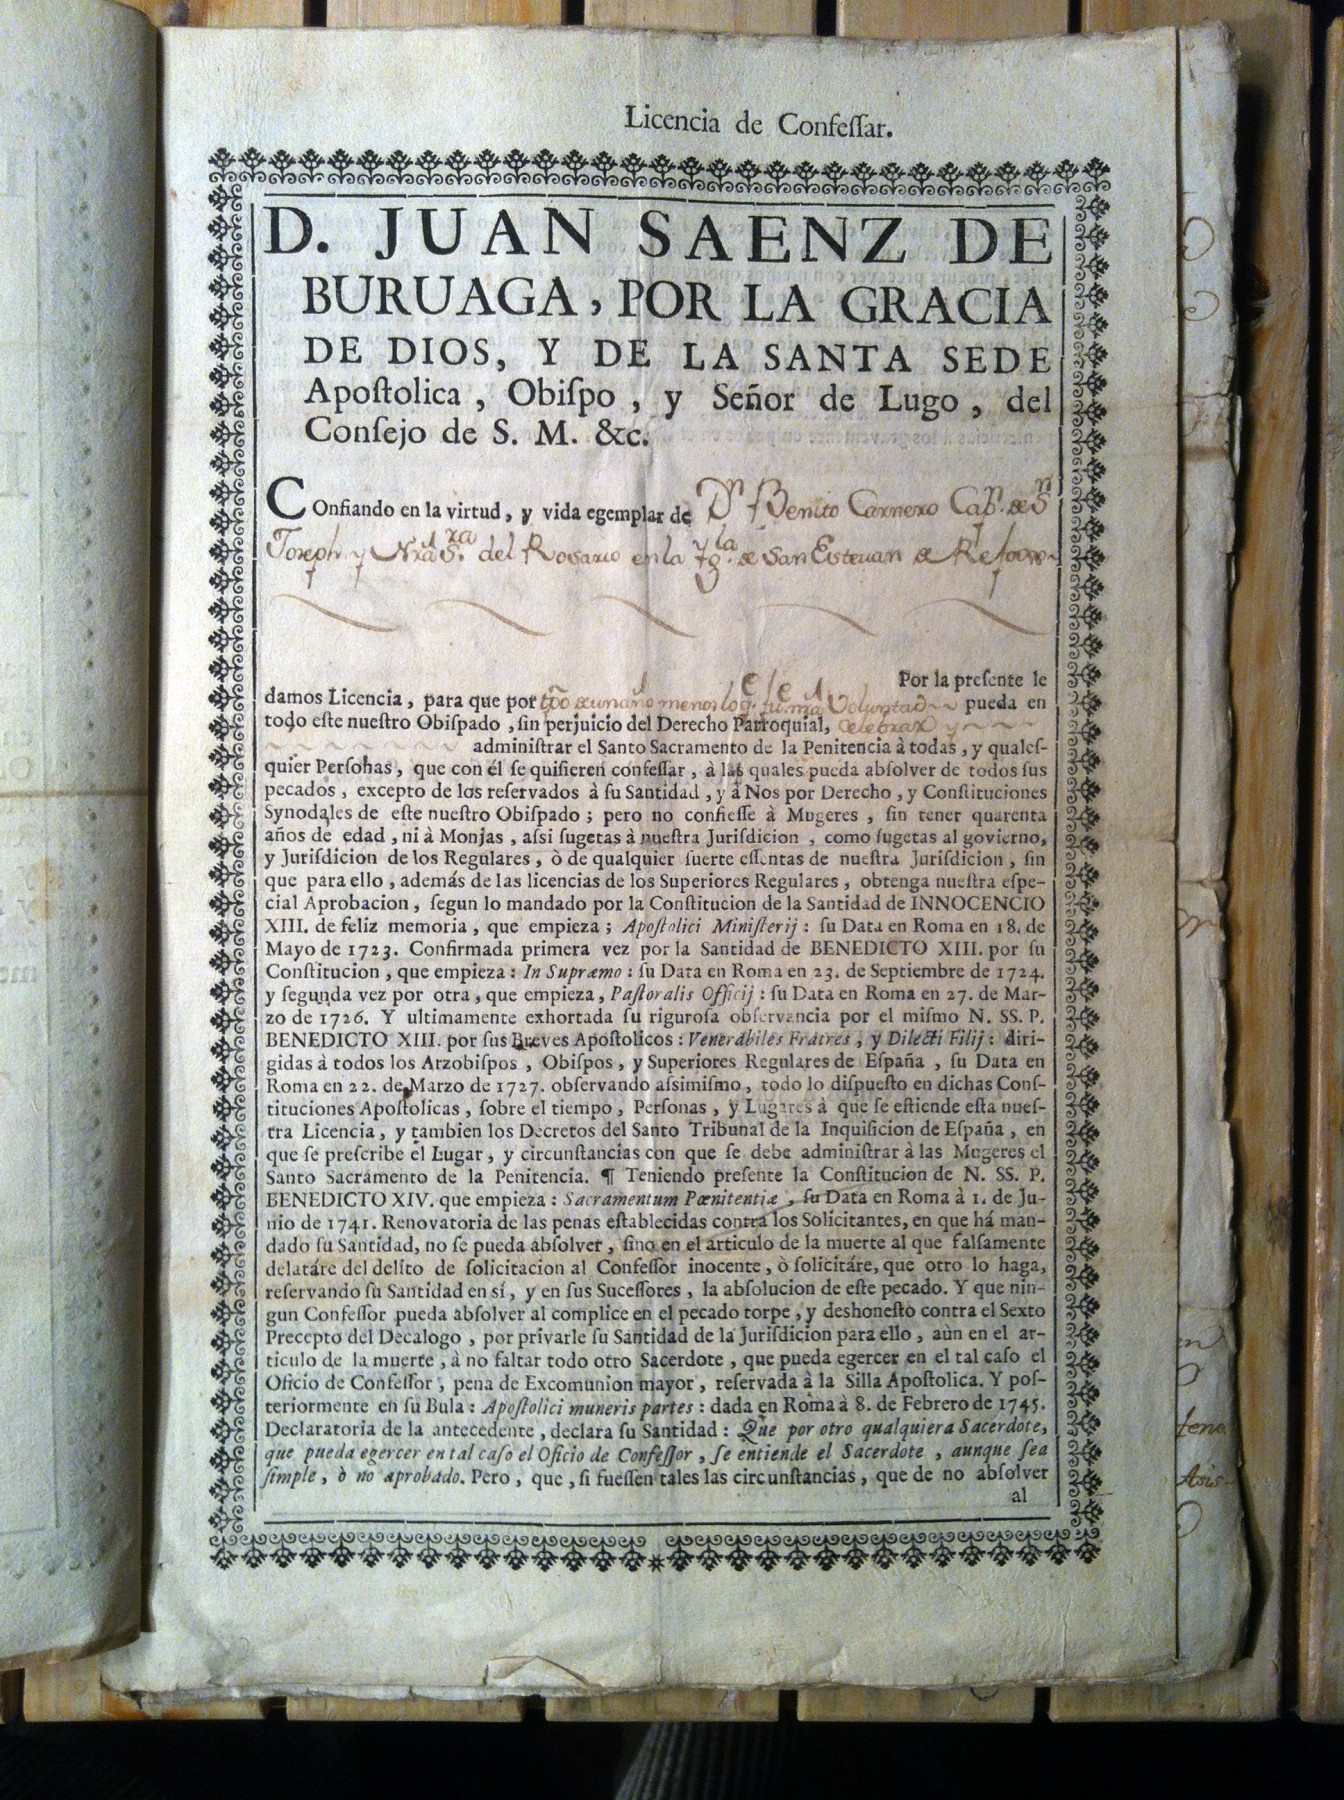 Licencia de Confeſſar.
D. JUAN SAENZ DE
BURUAGA, POR LA GRACIA
DE DIOS, Y DE LA SANTA SEDE
Apoſtolica, Obiſpo, y Señor de Lugo, del
Conſejo de S. M. &c.
COnfiando en la virtud, y vida egemplar de Dn Benito Carnero Capn. de Sn
Joseph y Nra Sra. del Rosario en la Ygla. de San Estevan de
Por la preſente le
damos Licencia, para que por tpo de un año menos lo q. fuese ntra Voluntad pueda en
todo eſte nueſtro Obiſpado, ſin perjuicio del Derecho Parroquial, celebrar y
adminiſtrar el Santo Sacramento de la Penitencia à todas, y qualeſ-
quier Perſonas, que con él ſe quiſieren confeſſar, à las quales pueda abſolver de todos ſus
pecados, excepto de los reſervados à ſu Santidad, y à Nos por Derecho, y Conſtituciones
Synodales de eſte nueſtro Obiſpado; pero no confieſſe à Mugeres, ſin tener quarenta
años de edad, ni à Monjas, aſsi ſugetas à nueſtra Juriſdicion, como ſugetas al govierno,
y Juriſdicion de los Regulares, ò de qualquier ſuerte eſſentas de nueſtra Juriſdicion, ſin
que para ello, además de las licencias de los Superiores Regulares, obtenga nueſtra eſpe-
cial Aprobacion, ſegun lo mandado por la Conſtitucion de la Santidad de INNOCENCIO
XIII. de feliz memoria, que empieza; Apoſtolici Miniſterij: ſu Data en Roma en 18. de
Mayo de 1723. Confirmada primera vez por la Santidad de BENEDICTO XIII. por ſu
Conſtitucion, que empieza: In Supræmo: ſu Data en Roma en 23. de Septiembre de 1724.
y ſegunda vez por otra, que empieza, Paſtoralis Officij: ſu Data en Roma en 27. de Mar-
zo de 1726. Y ultimamente exhortada ſu riguroſa obſervancia por el miſmo N. SS. P.
BENEDICTO XIII. por ſus Breves Apoſtolicos: Venerabiles Fratres, y Dilecti Filij: diri-
gidas à todos los Arzobiſpos, Obiſpos, y Superiores Regulares de Eſpaña, ſu Data en
Roma en 22. de Marzo de 1727. obſervando aſsimiſmo, todo lo diſpueſto en dichas Conſ-
tituciones Apoſtolicas, ſobre el tiempo, Perſonas, y Lugares à que ſe eſtiende eſta nueſ-
tra Licencia, y tambien los Decretos del Santo Tribunal de la Inquiſicion de Eſpaña, en
que ſe preſcribe el Lugar, y circunſtancias con que ſe debe adminiſtrar à las Mugeres el
Santo Sacramento de la Penitencia. ¶ Teniendo preſente la Conſtitucion de N. SS. P.
BENEDICTO XIV. que empieza: Sacramentum Pœnitentiæ, ſu Data en Roma à 1. de Ju-
nio de 1741. Renovatoria de las penas eſtablecidas contra los Solicitantes, en que há man-
dado ſu Santidad, no ſe pueda abſolver, ſino en el articulo de la muerte al que falſamente
delatáre del delito de ſolicitacion al Confeſſor inocente, ò ſolicitáre, que otro lo haga,
reſervando ſu Santidad en sí, y en ſus Suceſſores, la abſolucion de eſte pecado. Y que nin-
gun Confeſſor pueda abſolver al complice en el pecado torpe, y deshoneſto contra el Sexto
Precepto del Decalogo, por privarle ſu Santidad de la Juriſdicion para ello, aùn en el ar-
ticulo de la muerte, à no faltar todo otro Sacerdote, que pueda egercer en el tal caſo el
Oficio de Confeſſor, pena de Excomunion mayor, reſervada à la Silla Apoſtolica. Y poſ-
teriormente en ſu Bula: Apoſtolici muneris partes: dada en Roma à 8. de Febrero de 1745.
Declaratoria de la antecedente, declara ſu Santidad: Que por otro qualquiera Sacerdote,
que pueda egercer en tal caſo el Oficio de Confeſſor, ſe entiende el Sacerdote, aunque ſea
ſimple, ò no aprobado. Pero, que, ſi fueſſen tales las circunſtancias, que de no abſolver
al